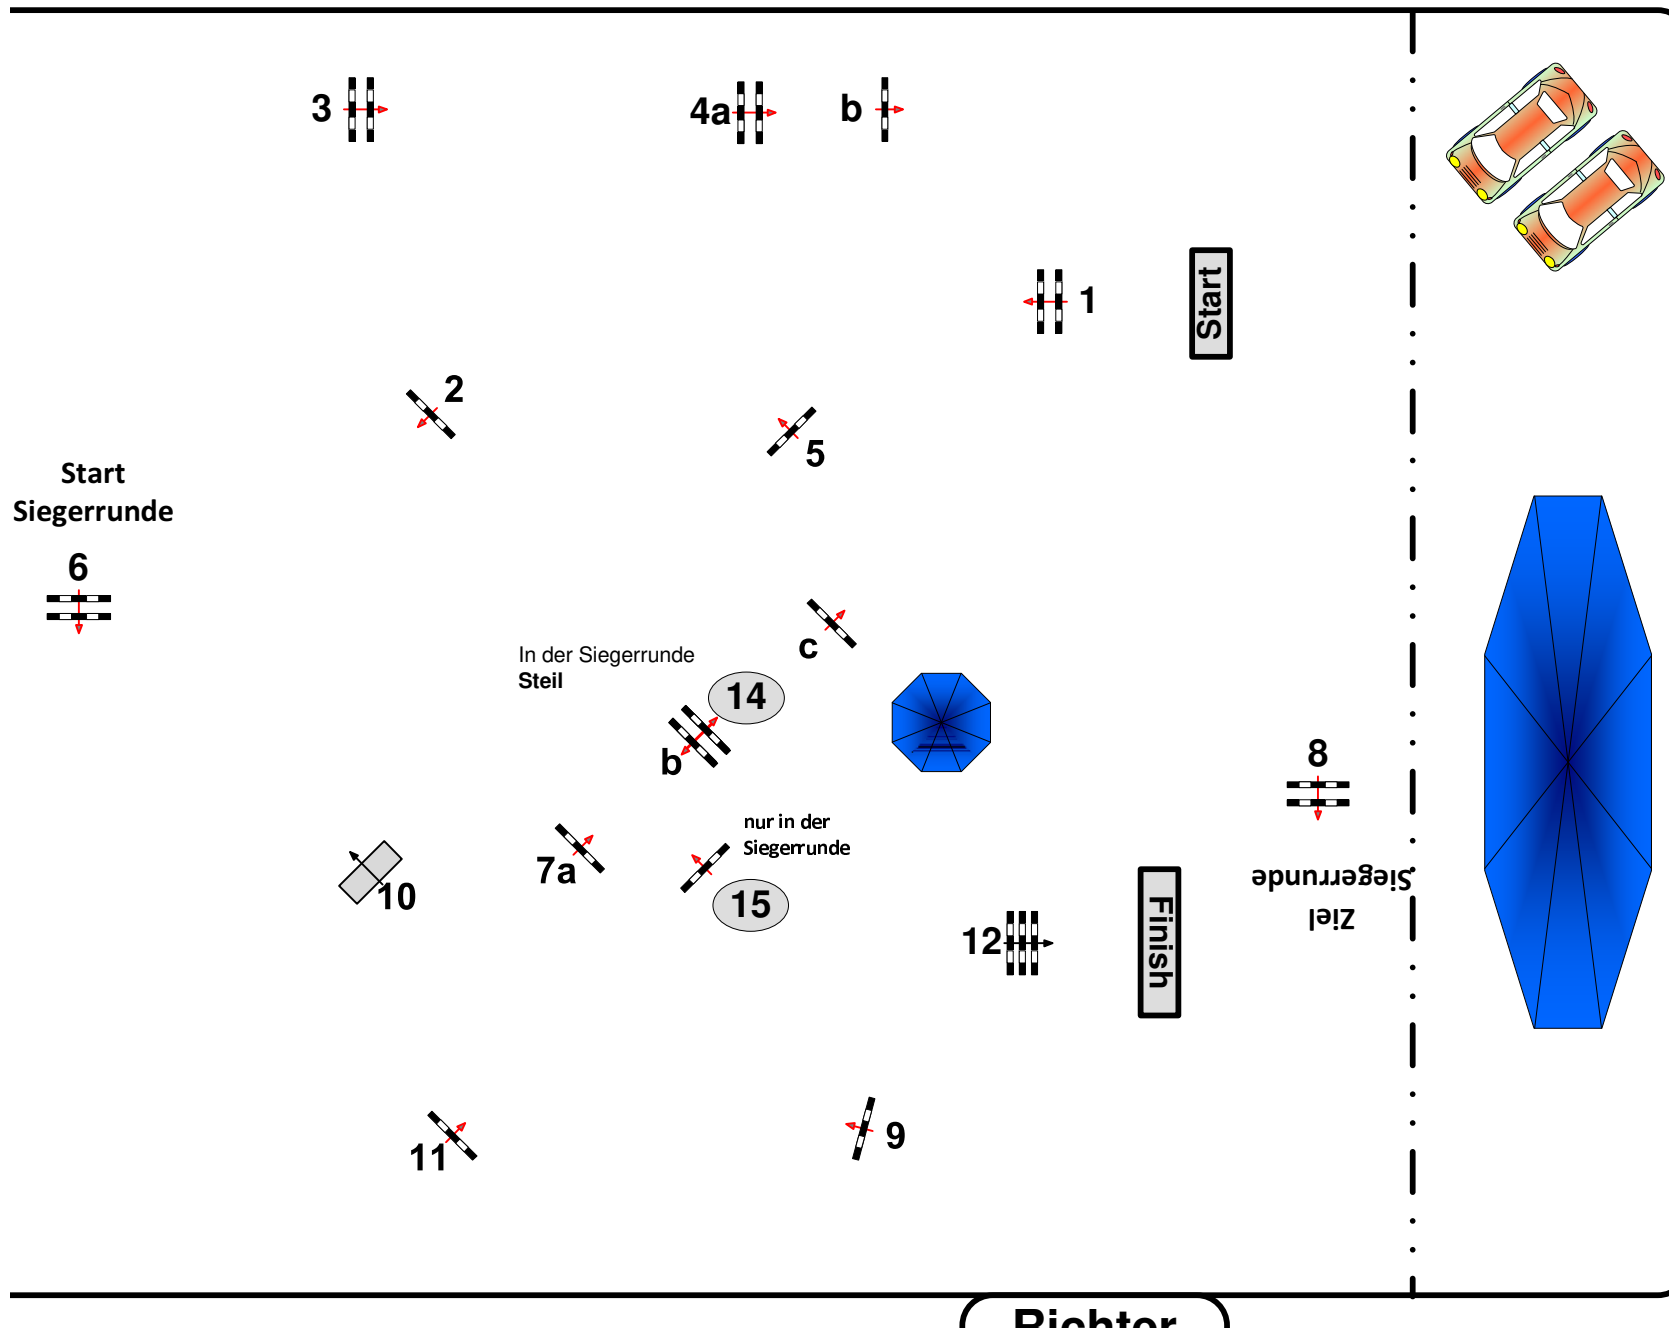 3
4a
b
1
Start
2
5
Start
Siegerrunde
6
c
In der Siegerrunde
Steil
14
b
8
nur in der
Siegerrunde
7a
10
15
Siegerrunde
Ziel
12
Finish
11
9
Richter